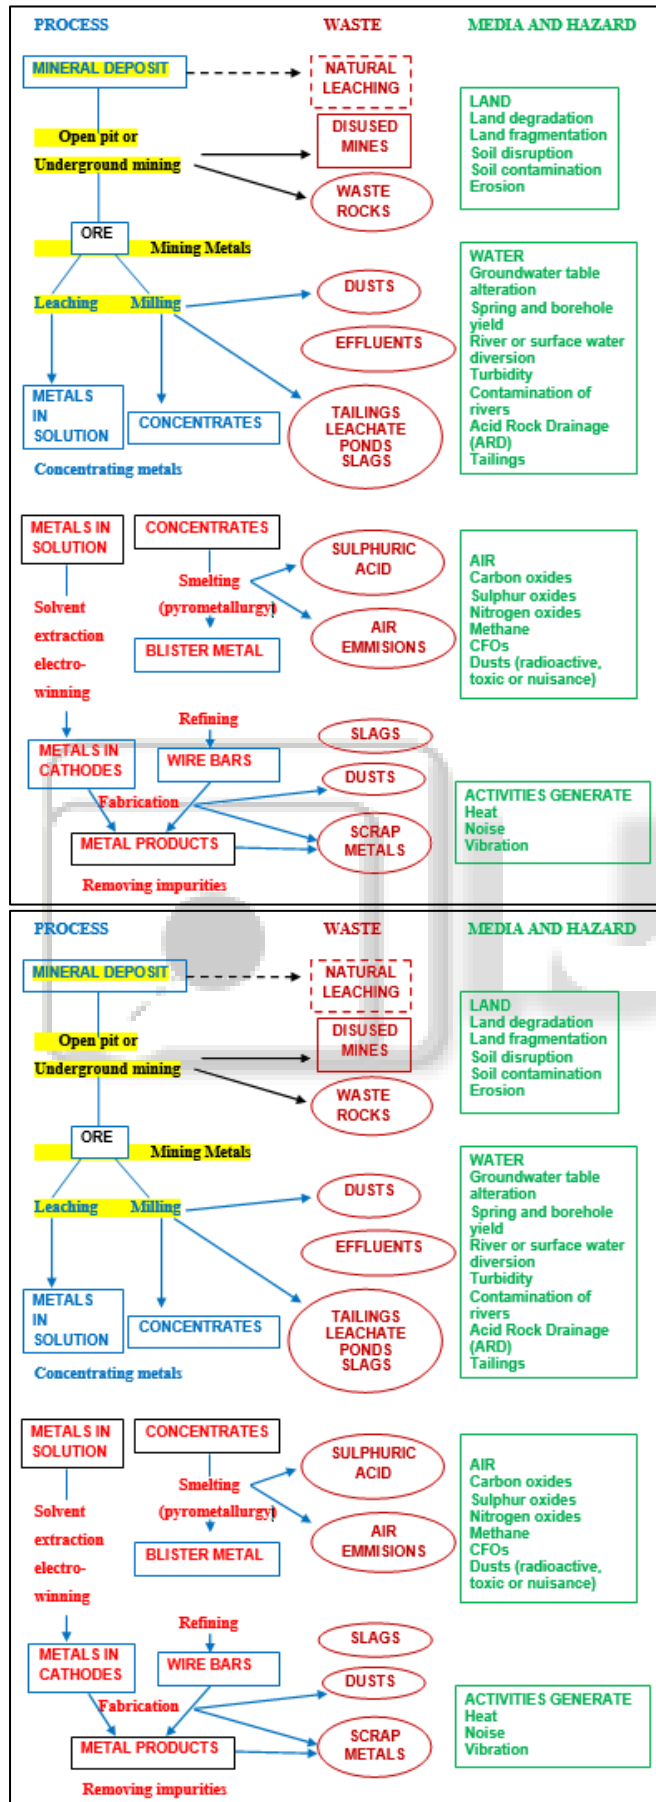 PROCESS WASTE MEDIA AND HAZARD
MINERAL DEPOSIT
NATURAL
LEACHING
LAND
Land degradation
Land fragmentation
Soil disruption
Soil contamination
Erosion
Open pit or
Underground mining
DISUSED
MINES
WASTE
ROCKS
ORE
Mining Metals
WATER
Groundwater table
alteration
Spring and borehole
yield
River or surface water
diversion
Turbidity
Contamination of
rivers
Acid Rock Drainage
(ARD)
Tailings
Leaching Milling
DUSTS
EFFLUENTS
METALS
IN
SOLUTION
CONCENTRATES
TAILINGS
LEACHATE
PONDS
SLAGS
Concentrating metals
METALS IN
SOLUTION
CONCENTRATES
SULPHURIC
ACID
AIR
Carbon oxides
Sulphur oxides
Nitrogen oxides
Methane
CFOs
Dusts (radioactive,
toxic or nuisance)
Solvent
extraction
electro-
winning
Smelting
(pyrometallurgy)
AIR
EMMISIONS
BLISTER METAL
Refining
SLAGS
METALS IN
CATHODES
WIRE BARS
DUSTS
Fabrication
ACTIVITIES GENERATE
Heat
Noise
Vibration
METAL PRODUCTS
SCRAP
METALS
Removing impurities
PROCESS WASTE MEDIA AND HAZARD
MINERAL DEPOSIT
NATURAL
LEACHING
LAND
Land degradation
Land fragmentation
Soil disruption
Soil contamination
Erosion
Open pit or
Underground mining
DISUSED
MINES
WASTE
ROCKS
ORE
Mining Metals
WATER
Groundwater table
alteration
Spring and borehole
yield
River or surface water
diversion
Turbidity
Contamination of
rivers
Acid Rock Drainage
(ARD)
Tailings
Leaching Milling
DUSTS
EFFLUENTS
METALS
IN
SOLUTION
CONCENTRATES
TAILINGS
LEACHATE
PONDS
SLAGS
Concentrating metals
METALS IN
SOLUTION
CONCENTRATES
SULPHURIC
ACID
AIR
Carbon oxides
Sulphur oxides
Nitrogen oxides
Methane
CFOs
Dusts (radioactive,
toxic or nuisance)
Solvent
extraction
electro-
winning
Smelting
(pyrometallurgy)
AIR
EMMISIONS
BLISTER METAL
Refining
SLAGS
METALS IN
CATHODES
WIRE BARS
DUSTS
Fabrication
ACTIVITIES GENERATE
Heat
Noise
Vibration
METAL PRODUCTS
SCRAP
METALS
Removing impurities